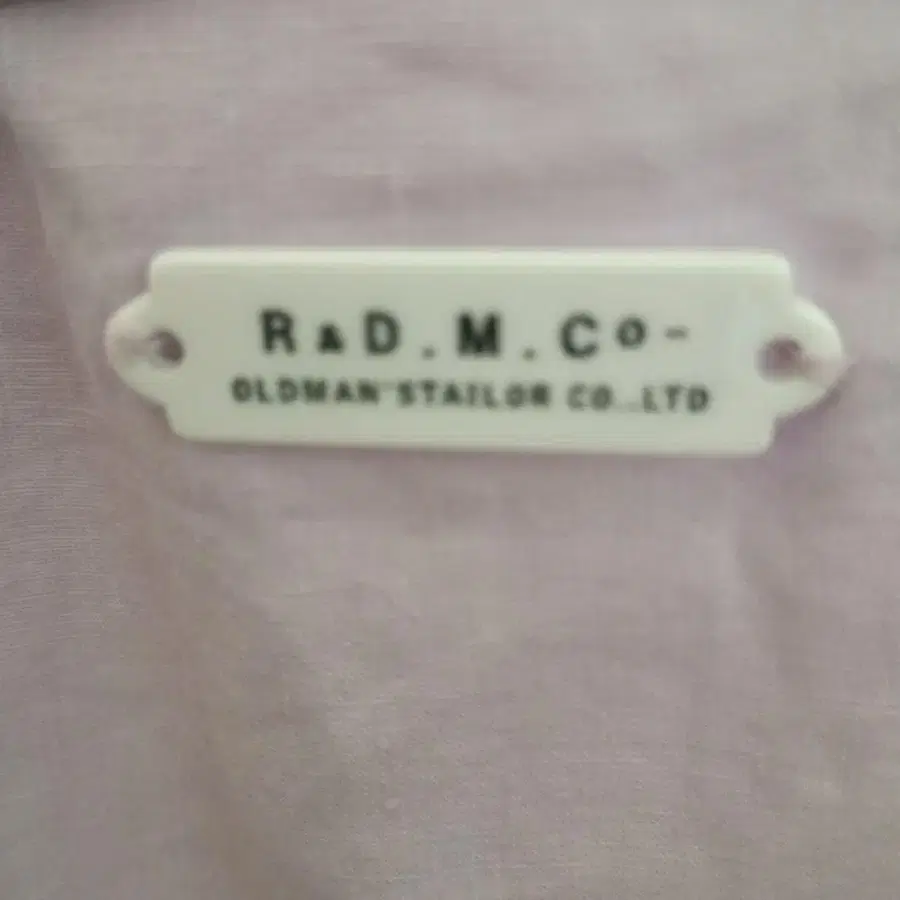 R & D . M . Co -
OLDMAN'S TAILOR CO.,LTD